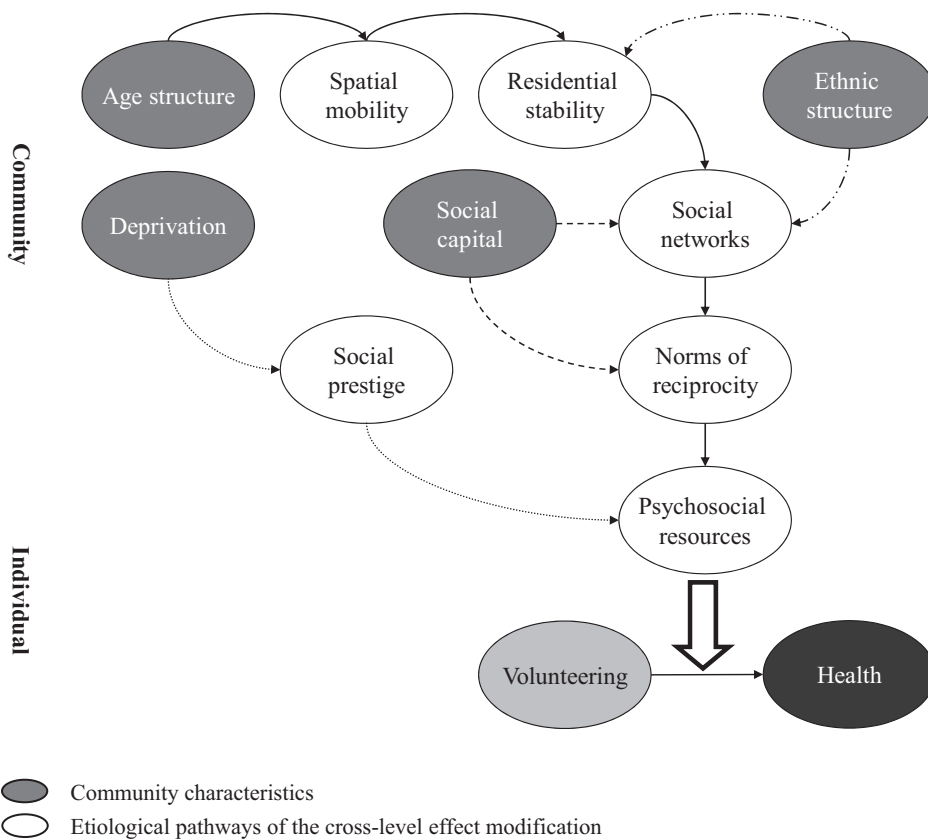 Age structure
Spatial
mobility
Residential
stability
Ethnic
structure
Community
Deprivation
Social
capital
Social
networks
Social
prestige
Norms of
reciprocity
Psychosocial
resources
Individual
Volunteering
Health
Community characteristics
Etiological pathways of the cross-level effect modification